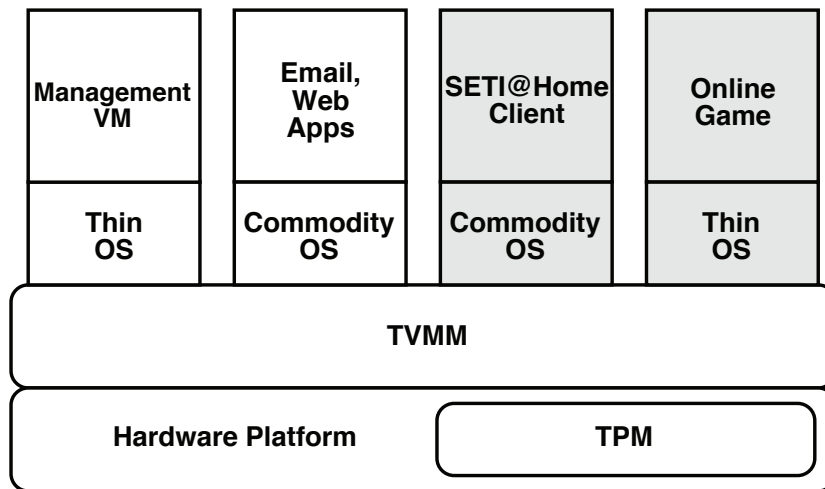 Management
VM
Email,
Web
Apps
SETI@Home
Client
Online
Game
Thin
OS
Commodity
OS
Commodity
OS
Thin
OS
TVMM
Hardware Platform
TPM